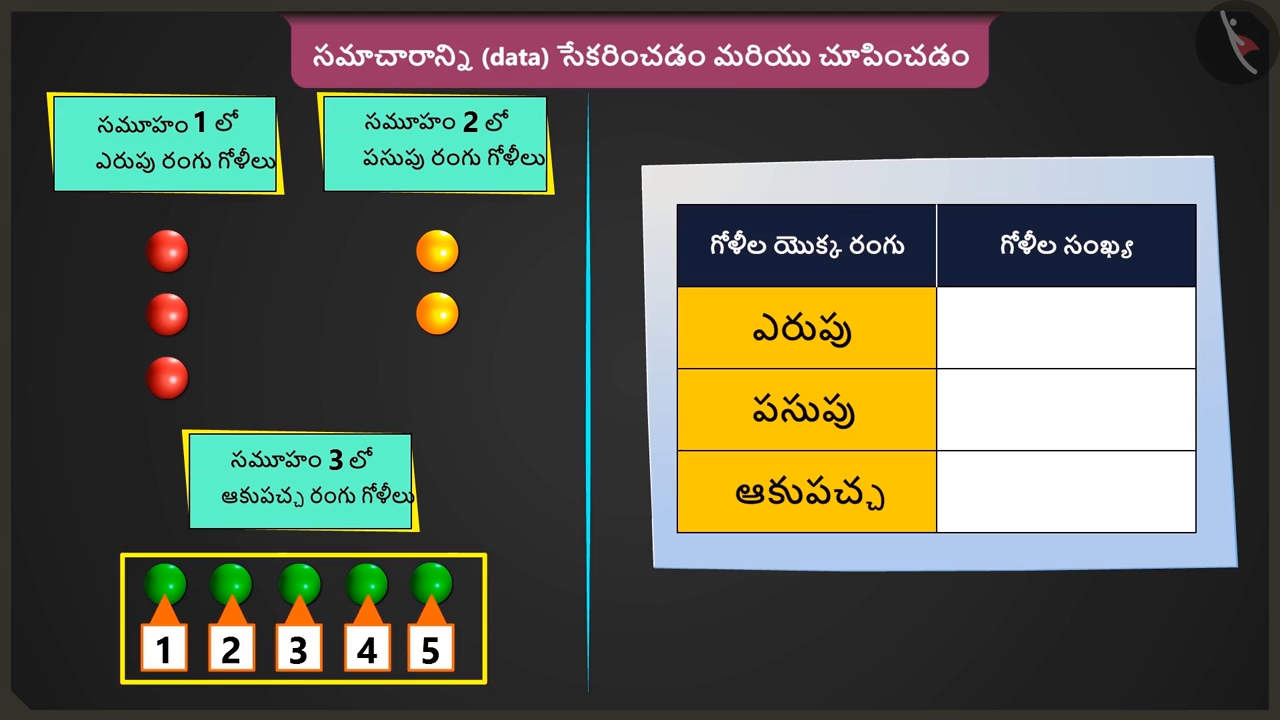 సమాచారాన్ని (data) సేకరించడం మరియు చూపించడం
సమూహం 1 లో
ఎరుపు రంగు గోళీలు
సమూహం 2 లో
పసుపు రంగు గోళీలు
సమూహం 3 లో
ఆకుపచ్చ రంగు గోళీలు
1 2 3 4 5
గోళీల యొక్క రంగు గోళీల సంఖ్య
ఎరుపు
పసుపు
ఆకుపచ్చ